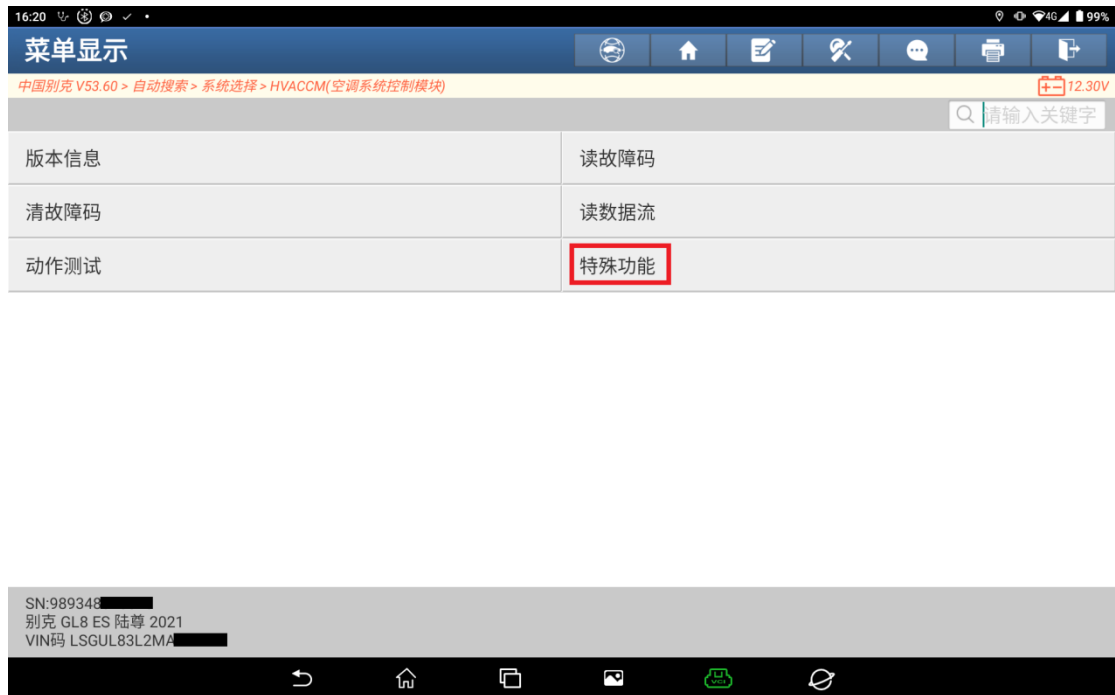 16:20 4G 99%
菜单显示
中国别克 V53.60 > 自动搜索 > 系统选择 > HVACCM(空调系统控制模块) 12.30V
请输入关键字
版本信息 读故障码
清故障码 读数据流
动作测试 特殊功能
SN:989348
别克 GL8 ES 陆尊 2021
VIN码 LSGUL83L2MA
VCI